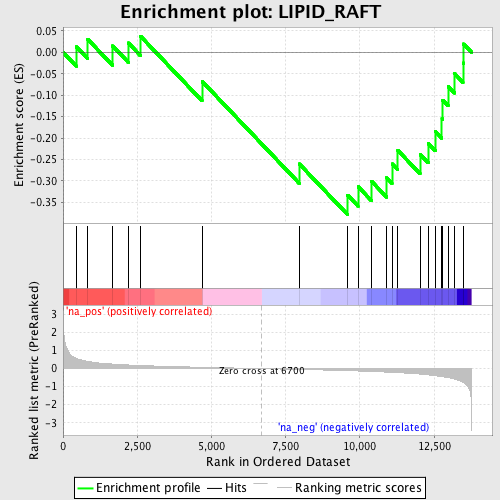 Enrichment plot: LIPID_RAFT
Enrichment score (ES)
0.05
0.00
-0.05
-0.10
-0.15
-0.20
-0.25
-0.30
-0.35
'na_pos' (positively correlated)
Ranked list metric (PreRanked)
3
2
1
0
-1
-2
-3
Zero cross at 6700
'na_neg' (negatively correlated)
0 2,500 5,000 7,500 10,000 12,500
Rank in Ordered Dataset
Enrichment profile Hits Ranking metric scores